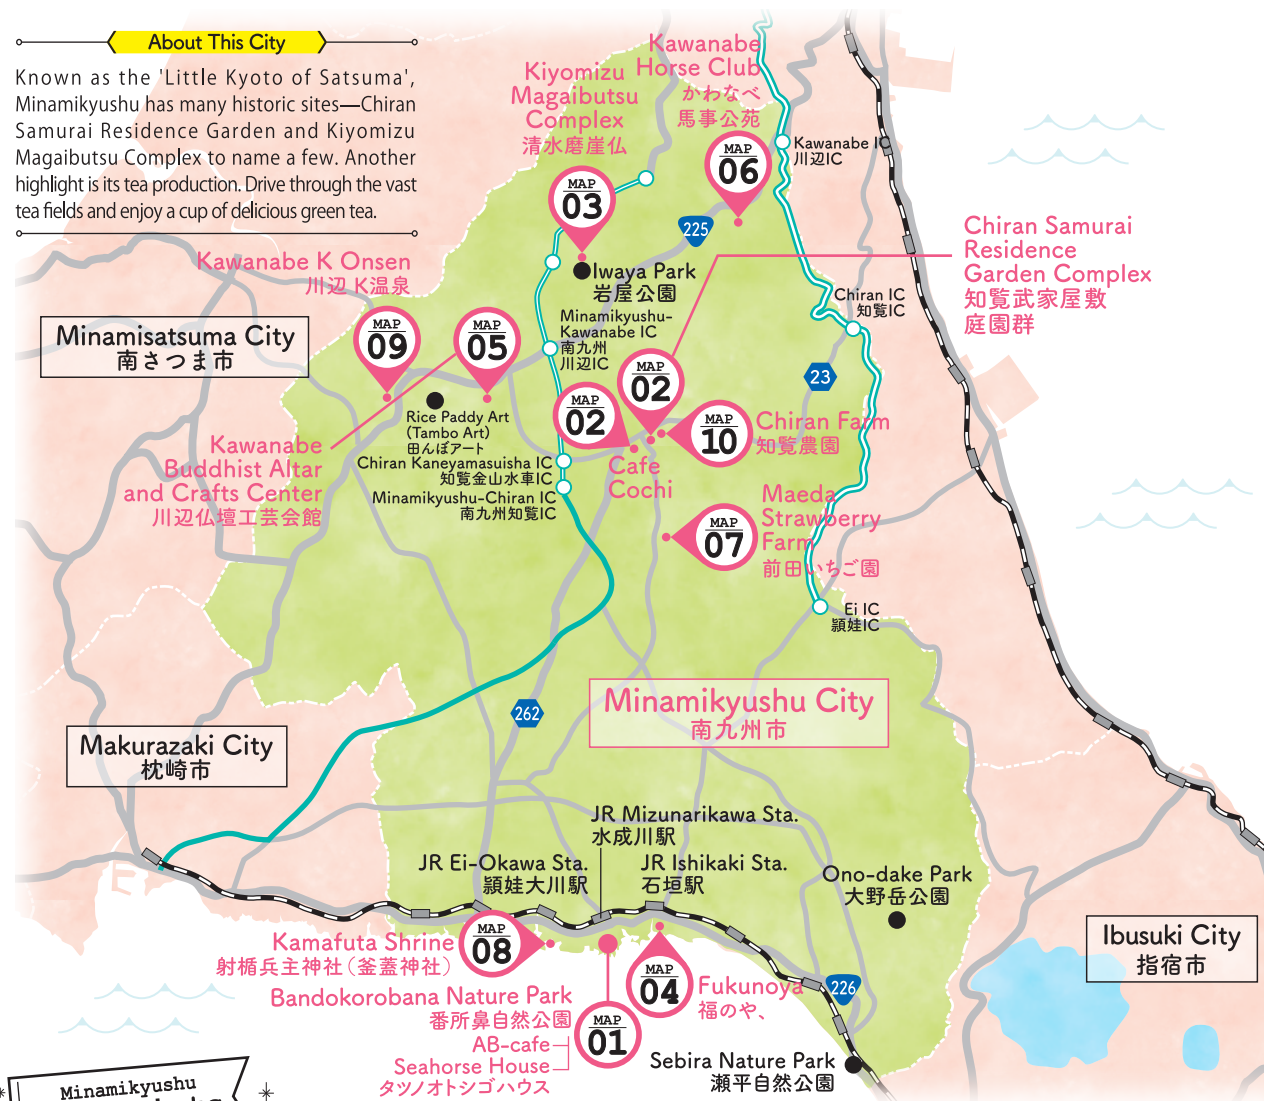 About This City
Known as the 'Little Kyoto of Satsuma',
Minamikyushu has many historic sites—Chiran
Samurai Residence Garden and Kiyomizu
Magaibutsu Complex to name a few. Another
highlight is its tea production. Drive through the vast
tea fields and enjoy a cup of delicious green tea.
Kawanabe
Horse Club
かわなべ
馬事公苑
MAP
06
Kiyomizu
Magaibutsu
Complex
清水磨崖仏
MAP
03
Kawanabe IC
川辺IC
225
Iwaya Park
岩屋公園
Chiran Samurai
Residence
Garden Complex
知覧武家屋敷
庭園群
Kawanabe K Onsen
川辺 K温泉
MAP
09
MAP
05
Minamisatsuma City
南さつま市
Minamikyushu-
Kawanabe IC
南九州
川辺IC
Chiran IC
知覧IC
23
MAP
02
MAP
02
MAP
10
Chiran Farm
知覧農園
Rice Paddy Art
(Tambo Art)
田んぼアート
Cafe
Cochi
Chiran Kaneyamasuisha IC
知覧金山水車IC
Minamikyushu-Chiran IC
南九州知覧IC
Kawanabe
Buddhist Altar
and Crafts Center
川辺仏壇工芸会館
MAP
07
Maeda
Strawberry
Farm
前田いちご園
Ei IC
頴娃IC
Minamikyushu City
南九州市
262
Makurazaki City
枕崎市
JR Mizunarikawa Sta.
水成川駅
JR Ei-Okawa Sta.
頴娃大川駅
JR Ishikaki Sta.
石垣駅
Ono-dake Park
大野岳公園
Ibusuki City
指宿市
Kamafuta Shrine
射楯兵主神社（釜蓋神社）
MAP
08
Bandokorobana Nature Park
番所鼻自然公園
AB-cafe
Seahorse House
タツノオトシゴハウス
MAP
01
MAP
04
Fukunoya
福のや、
226
Sebira Nature Park
瀬平自然公園
Minamikyushu